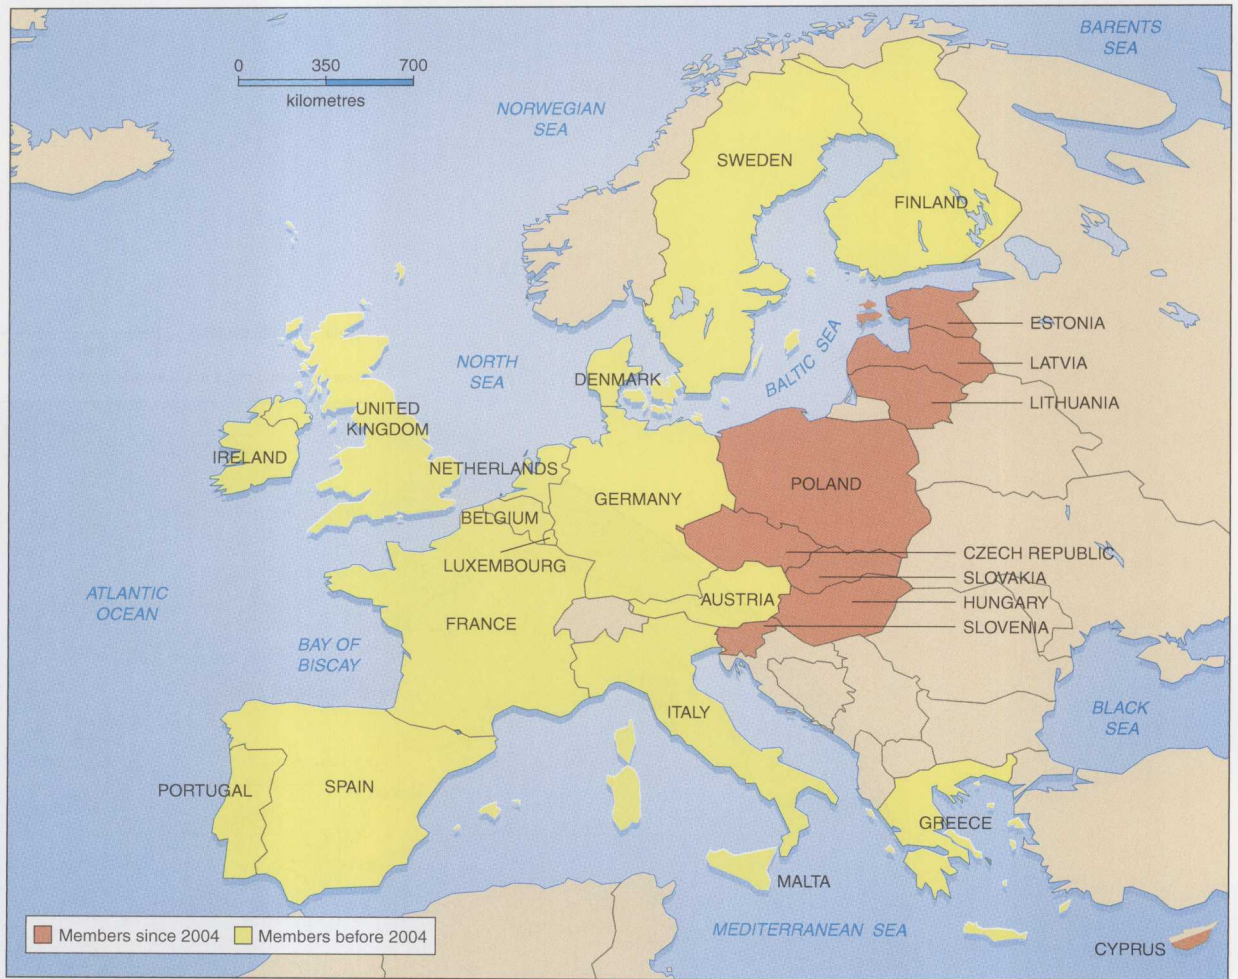 BARENTS
SEA
0 350 700
kilometres
NORWEGIAN
SEA
SWEDEN
FINLAND
ESTONIA
NORTH
SEA
BALTIC SEA
LATVIA
DENMARK
LITHUANIA
UNITED
KINGDOM
IRELAND
NETHERLANDS
GERMANY
POLAND
BELGIUM
LUXEMBOURG
CZECH REPUBLIC
SLOVAKIA
ATLANTIC
OCEAN
AUSTRIA
HUNGARY
FRANCE
SLOVENIA
BAY OF
BISCAY
ITALY
BLACK
SEA
PORTUGAL
SPAIN
GREECE
MALTA
MEDITERRANEAN SEA
CYPRUS
Members since 2004
Members before 2004